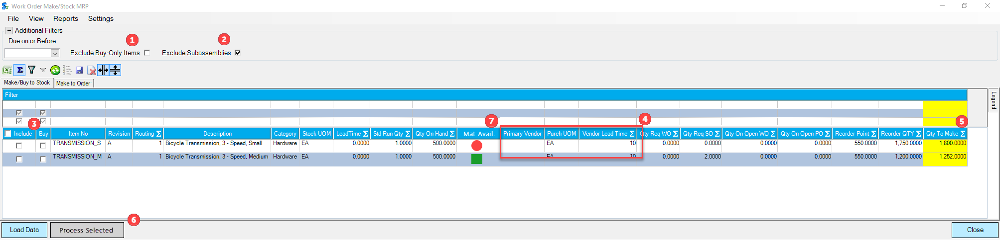 Work Order Make/Stock MRP
File View Reports Settings
Additional Filters
Due on or Before
1 2
Exclude Buy-Only Items Exclude Subassemblies
Make/Buy to Stock Make to Order
Filter
Legend
3 7 4 5
Include Buy Item No Revision Routing Σ Description Category Stock UOM LeadTime Σ Std Run Qty Σ Qty On Hand Σ Mat Avail. Primary Vendor Purch UOM Vendor Lead Time Σ Qty Req WO Σ Qty Req SO Σ Qty On Open WO Σ Qty On Open PO Σ Reorder Point Σ Reorder QTY Σ Qty To Make Σ
TRANSMISSION_S A 1 Bicycle Transmission, 3 - Speed, Small Hardware EA 0.0000 1.0000 500.0000 EA 10 0.0000 0.0000 0.0000 0.0000 550.0000 1,750.0000 1,800.0000
TRANSMISSION_M A 1 Bicycle Transmission, 3 - Speed, Medium Hardware EA 0.0000 1.0000 500.0000 EA 10 0.0000 2.0000 0.0000 0.0000 550.0000 1,200.0000 1,252.0000
6
Load Data Process Selected Close